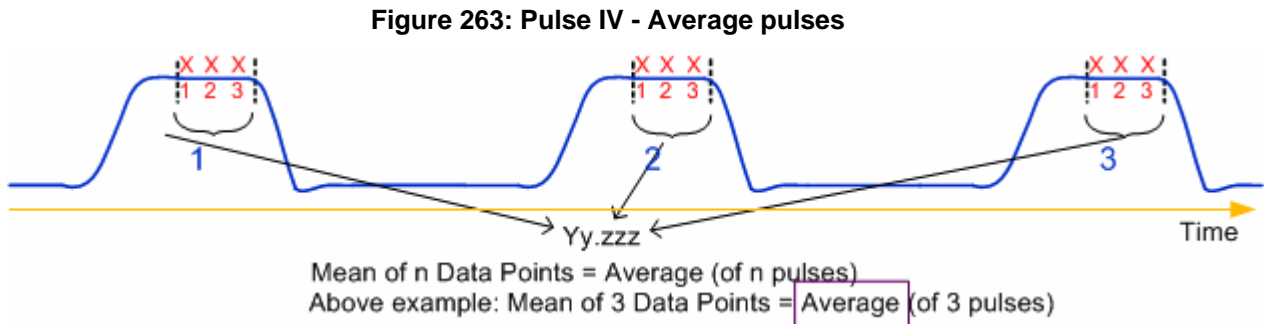 Figure 263: Pulse IV - Average pulses
X X X X X X X X X
1 2 3 1 2 3 1 2 3
1 2 3
Yy.zzz
Time
Mean of n Data Points = Average (of n pulses)
Above example: Mean of 3 Data Points = Average (of 3 pulses)